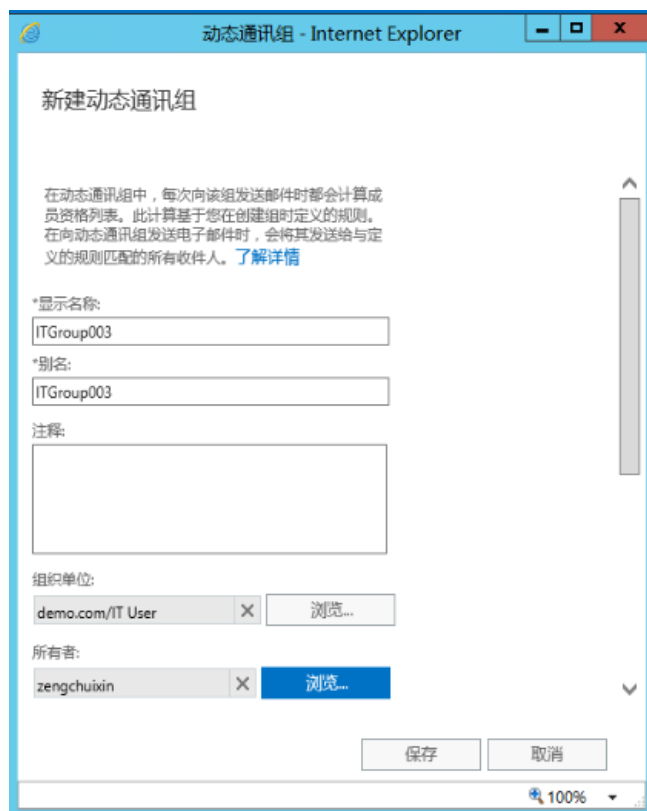 动态通讯组 - Internet Explorer
新建动态通讯组
在动态通讯组中，每次向该组发送邮件时都会计算成
员资格列表。此计算基于您在创建组时定义的规则。
在向动态通讯组发送电子邮件时，会将其发送给与定
义的规则匹配的所有收件人。了解详情
*显示名称:
ITGroup003
*别名:
ITGroup003
注释:
组织单位:
demo.com/IT User
浏览...
所有者:
zengchuixin
浏览...
保存
取消
100%